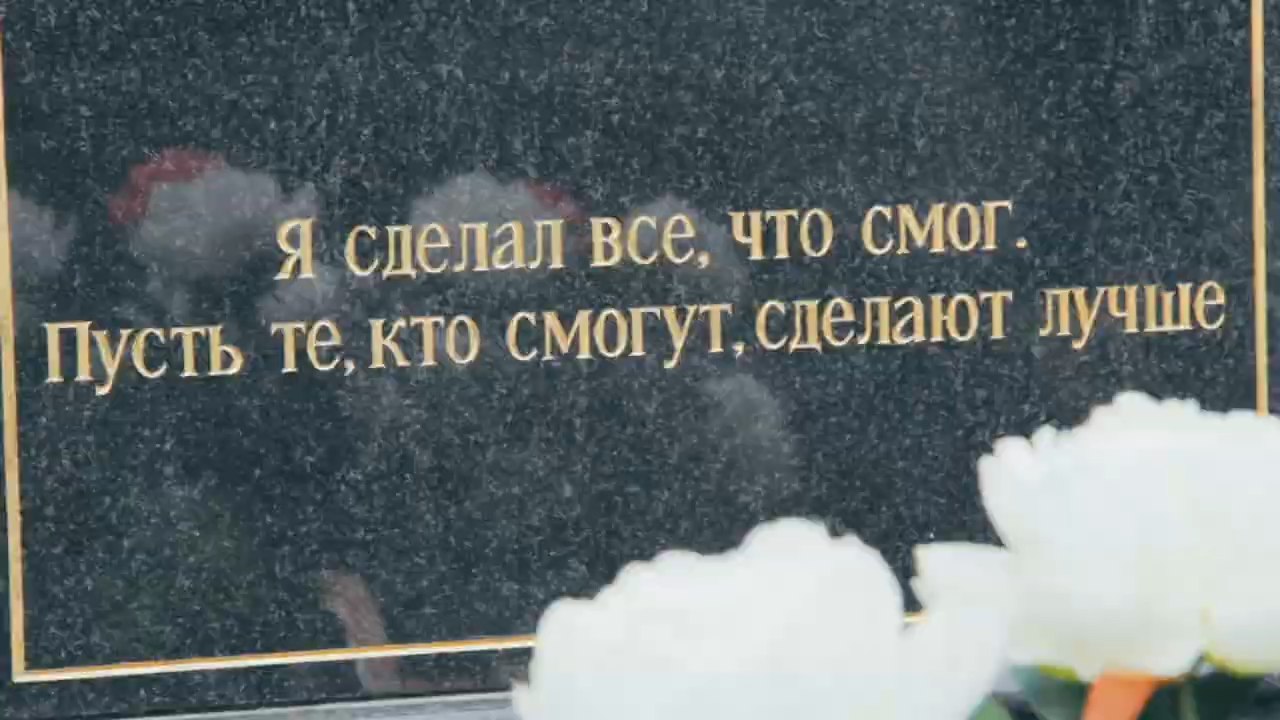 Я сделал все, что смог.
Пусть те, кто смогут, сделают лучше